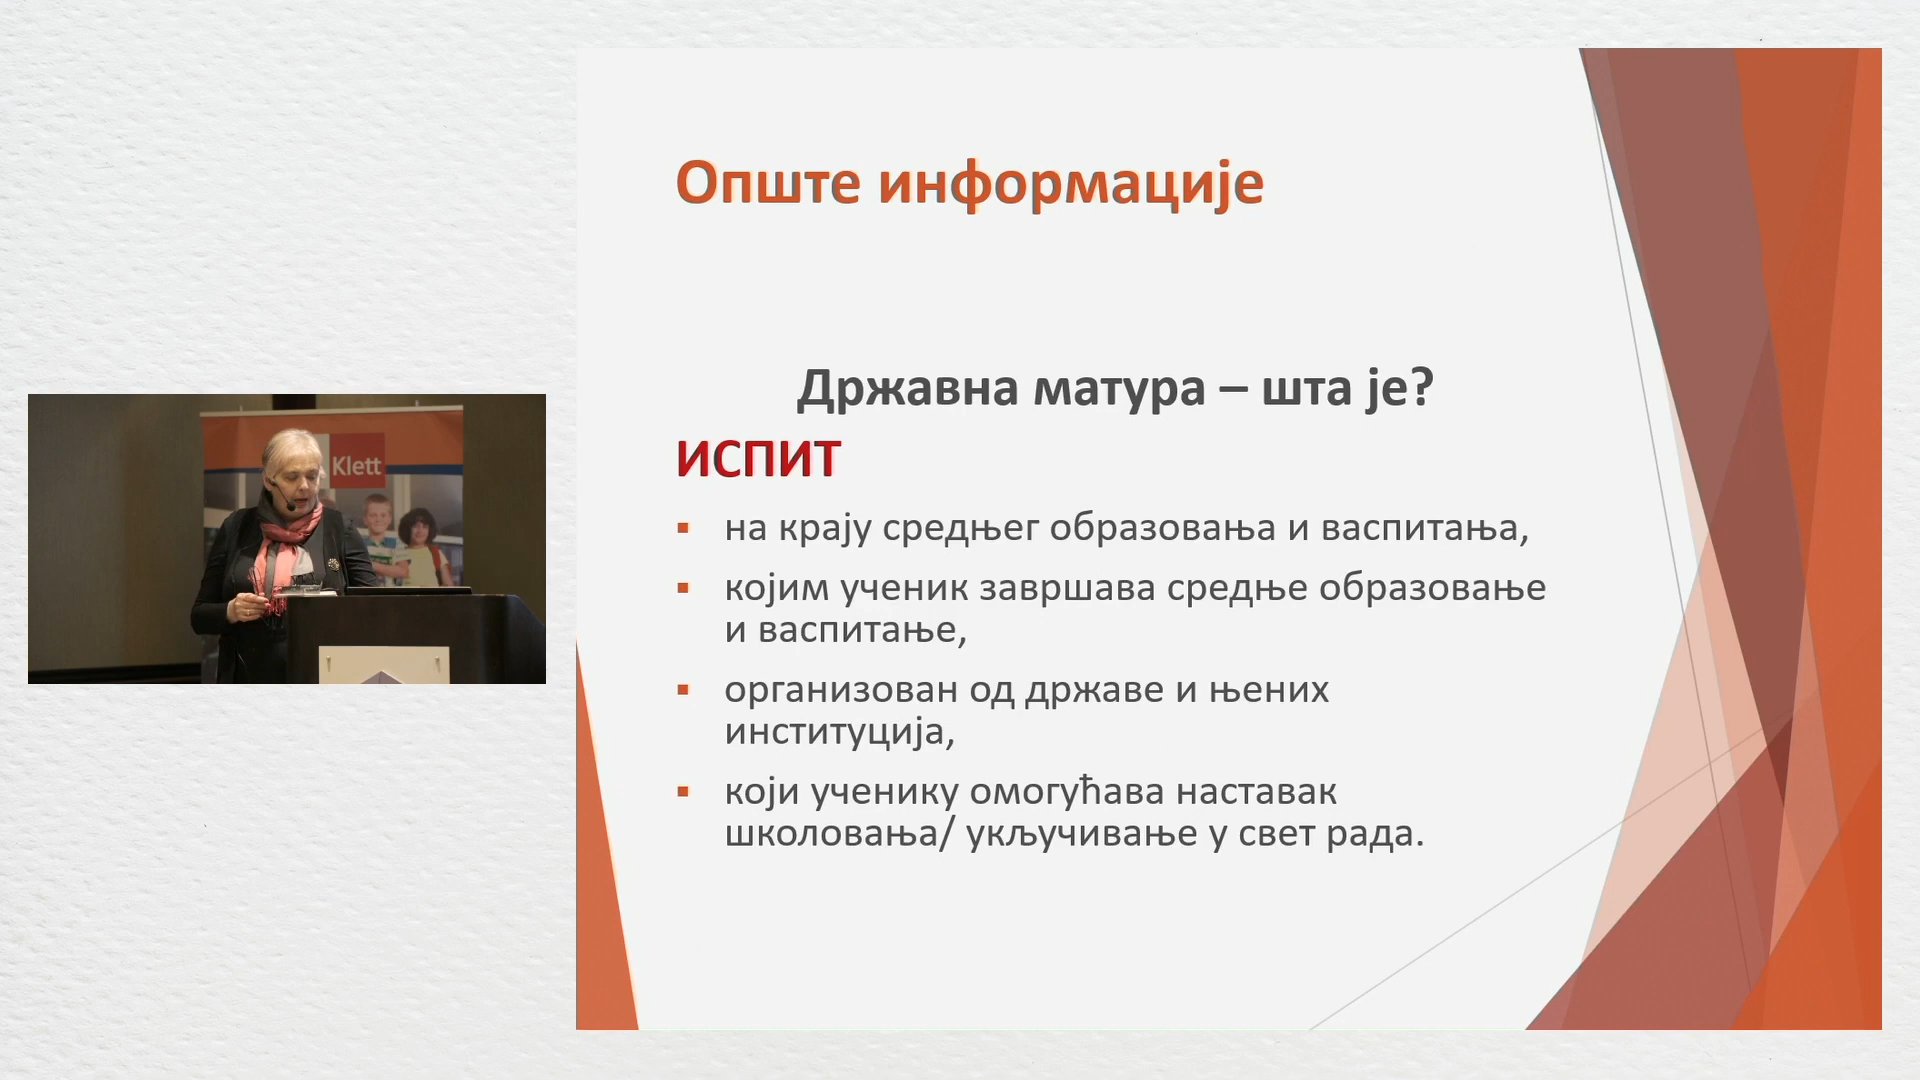 Опште информације
Државна матура – шта је?
ИСПИТ
на крају средњег образовања и васпитања,
којим ученик завршава средње образовање
и васпитање,
организован од државе и њених
институција,
који ученику омогућава наставак
школовања/ укључивање у свет рада.
Klett